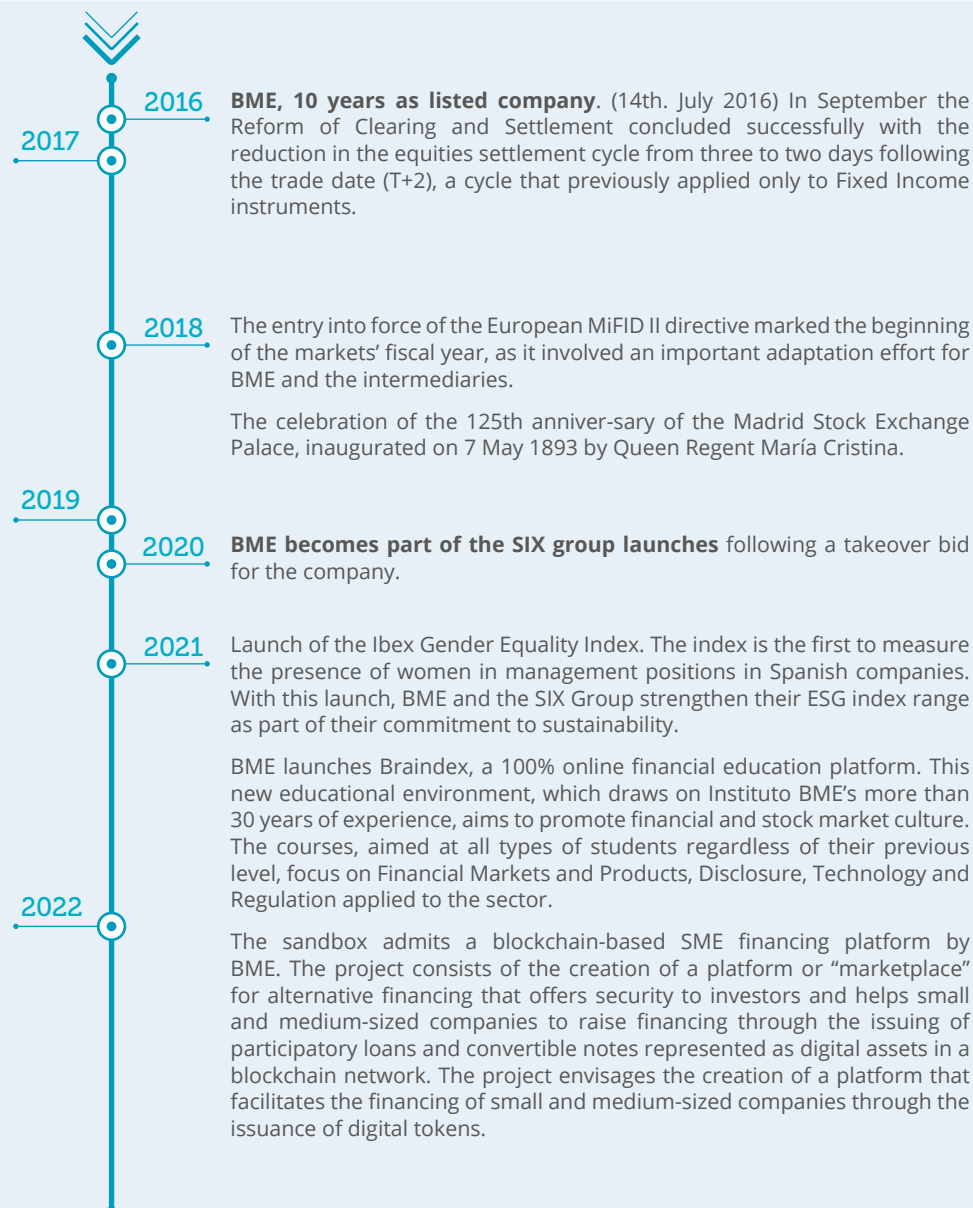 2016
BME, 10 years as listed company. (14th. July 2016) In September the
Reform of Clearing and Settlement concluded successfully with the
reduction in the equities settlement cycle from three to two days following
the trade date (T+2), a cycle that previously applied only to Fixed Income
instruments.
2017
2018
The entry into force of the European MiFID II directive marked the beginning
of the markets’ fiscal year, as it involved an important adaptation effort for
BME and the intermediaries.
The celebration of the 125th anniver-sary of the Madrid Stock Exchange
Palace, inaugurated on 7 May 1893 by Queen Regent María Cristina.
2019
2020
BME becomes part of the SIX group launches following a takeover bid
for the company.
2021
Launch of the Ibex Gender Equality Index. The index is the first to measure
the presence of women in management positions in Spanish companies.
With this launch, BME and the SIX Group strengthen their ESG index range
as part of their commitment to sustainability.
BME launches Braindex, a 100% online financial education platform. This
new educational environment, which draws on Instituto BME’s more than
30 years of experience, aims to promote financial and stock market culture.
The courses, aimed at all types of students regardless of their previous
level, focus on Financial Markets and Products, Disclosure, Technology and
Regulation applied to the sector.
2022
The sandbox admits a blockchain-based SME financing platform by
BME. The project consists of the creation of a platform or “marketplace”
for alternative financing that offers security to investors and helps small
and medium-sized companies to raise financing through the issuing of
participatory loans and convertible notes represented as digital assets in a
blockchain network. The project envisages the creation of a platform that
facilitates the financing of small and medium-sized companies through the
issuance of digital tokens.